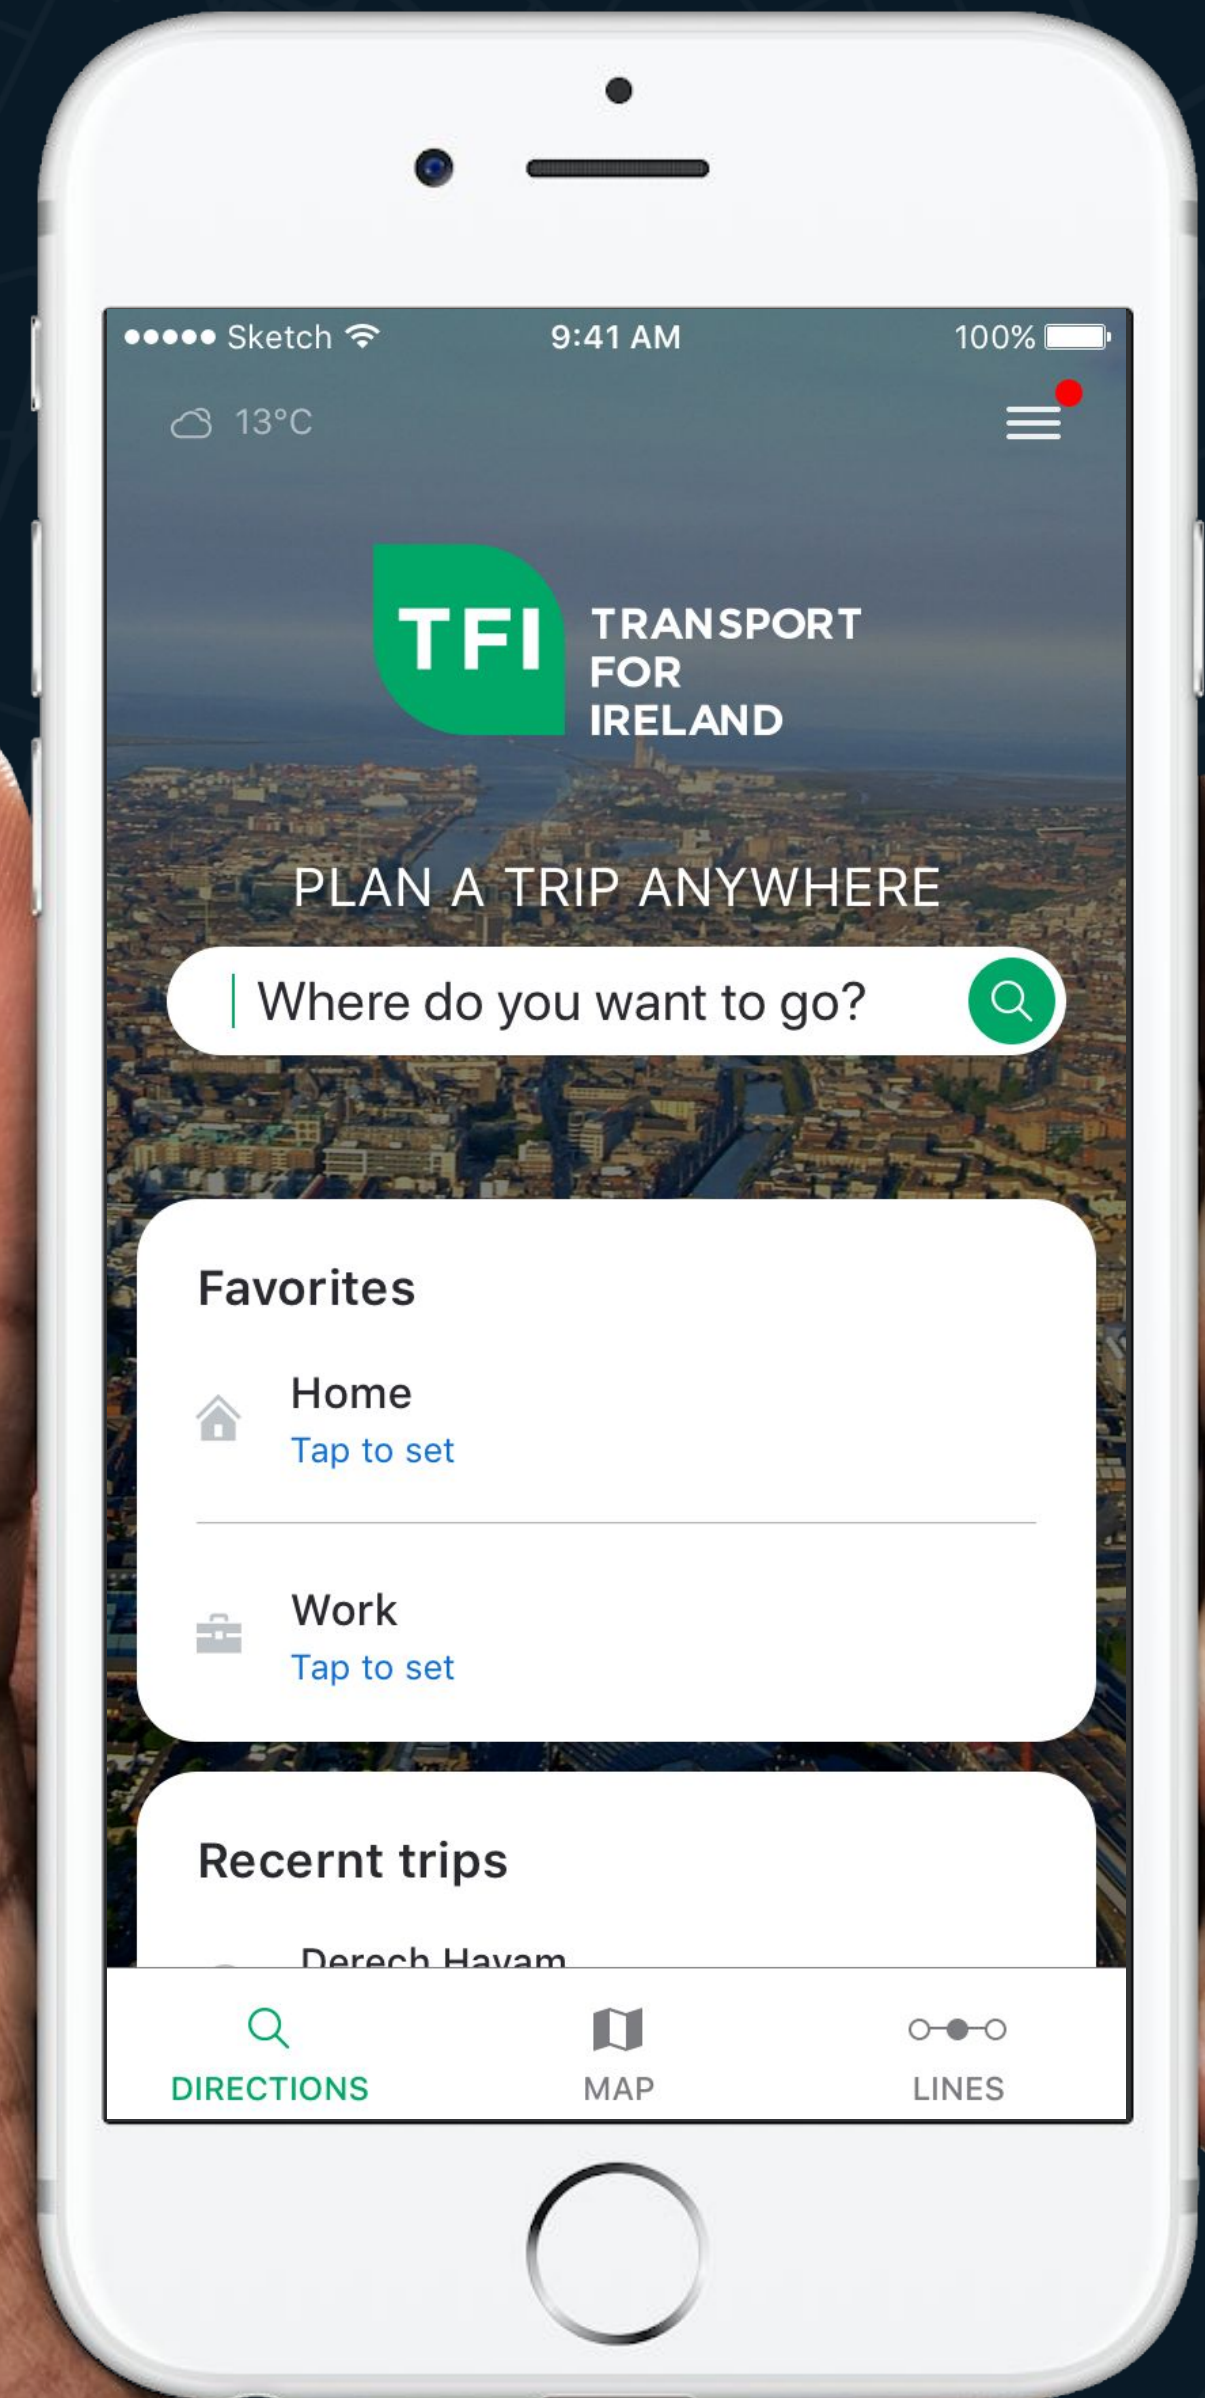 Sketch
9:41 AM
100%
13°C
TFI
TRANSPORT
FOR
IRELAND
PLAN A TRIP ANYWHERE
Where do you want to go?
Favorites
Home
Tap to set
Work
Tap to set
Recernt trips
Derech Hayam
DIRECTIONS
MAP
LINES